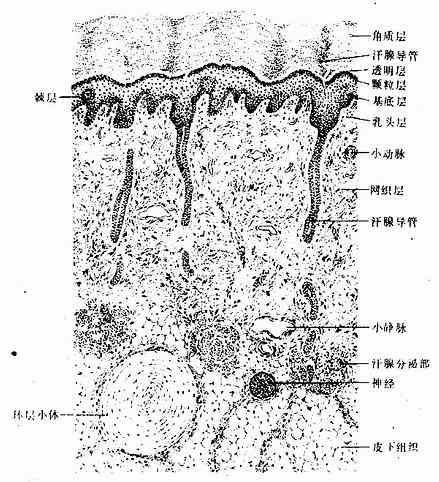 角质层
汗腺导管
透明层
颗粒层
棘层
基底层
乳头层
小动脉
网织层
汗腺导管
小静脉
汗腺分泌部
神经
环层小体
皮下组织